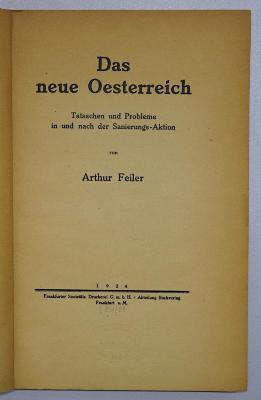 Das
neue Oesterreich
Tatsachen und Probleme
in und nach der Sanierungs-Aktion
von
Arthur Feiler
1924
Frankfurter Societäts Druckerei G. m. b. H. · Abteilung Buchverlag
Frankfurt a. M.